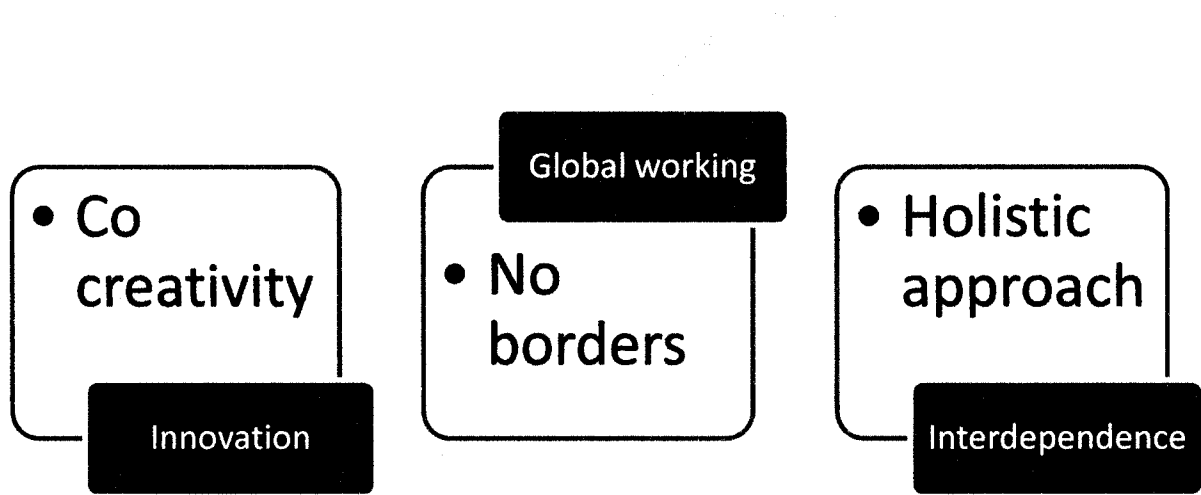 • Co
creativity
Innovation
Global working
• No
borders
• Holistic
approach
Interdependence